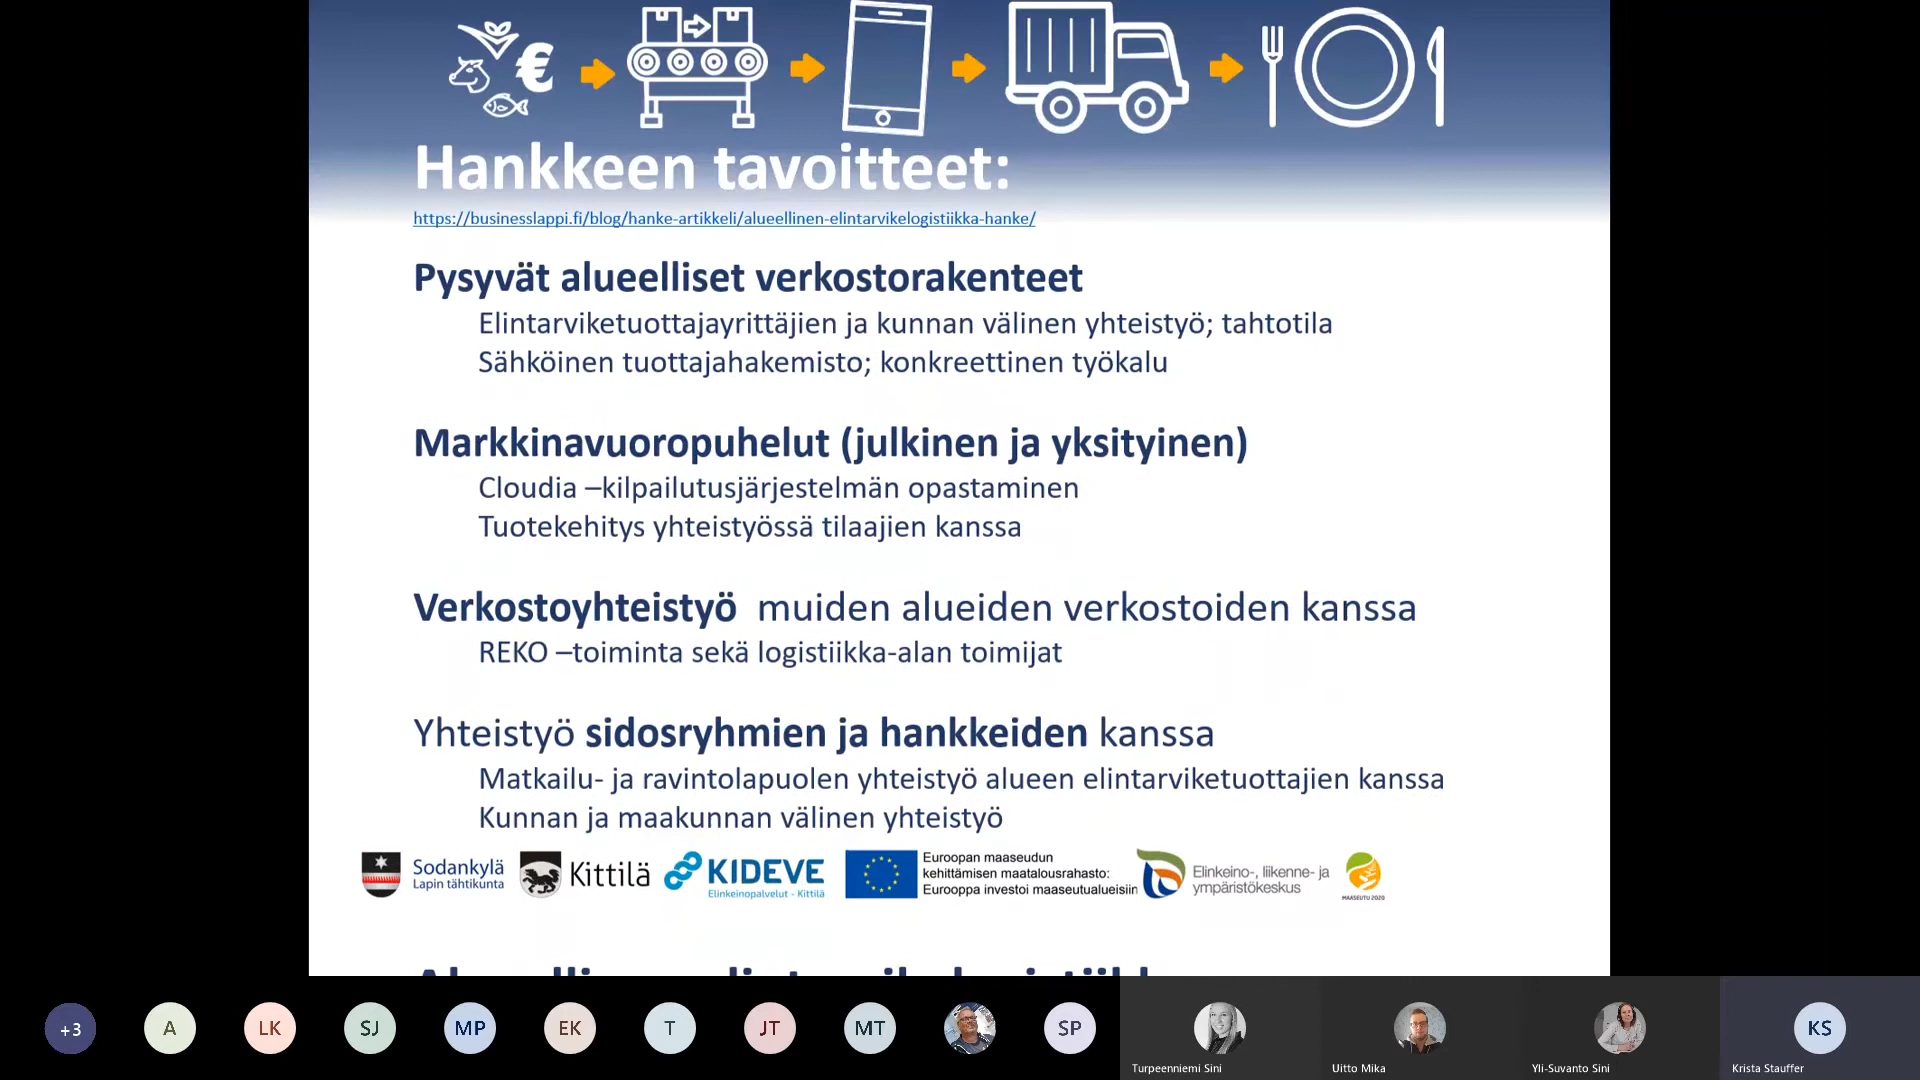 Hankkeen tavoitteet:
https://businesslappi.fi/blog/hanke-artikkeli/alueellinen-elintarvikelogistiikka-hanke/
Pysyvät alueelliset verkostorakenteet
Elintarviketuottajayrittäjien ja kunnan välinen yhteistyö; tahtotila
Sähköinen tuottajahakemisto; konkreettinen työkalu
Markkinavuoropuhelut (julkinen ja yksityinen)
Cloudia –kilpailutusjärjestelmän opastaminen
Tuotekehitys yhteistyössä tilaajien kanssa
Verkostoyhteistyö muiden alueiden verkostoiden kanssa
REKO –toiminta sekä logistiikka-alan toimijat
Yhteistyö sidosryhmien ja hankkeiden kanssa
Matkailu- ja ravintolapuolen yhteistyö alueen elintarviketuottajien kanssa
Kunnan ja maakunnan välinen yhteistyö
Sodankylä
Lapin tähtikunta
Kittilä
KIDEVE
Elinkeinopalvelut - Kittilä
Euroopan maaseudun
kehittämisen maatalousrahasto:
Eurooppa investoi maaseutualueisiin
Elinkeino-, liikenne- ja
ympäristökeskus
MAASEUTU 2020
+3
A
LK
SJ
MP
EK
T
JT
MT
SP
KS
Turpeenniemi Sini
Uitto Mika
Yli-Suvanto Sini
Krista Stauffer